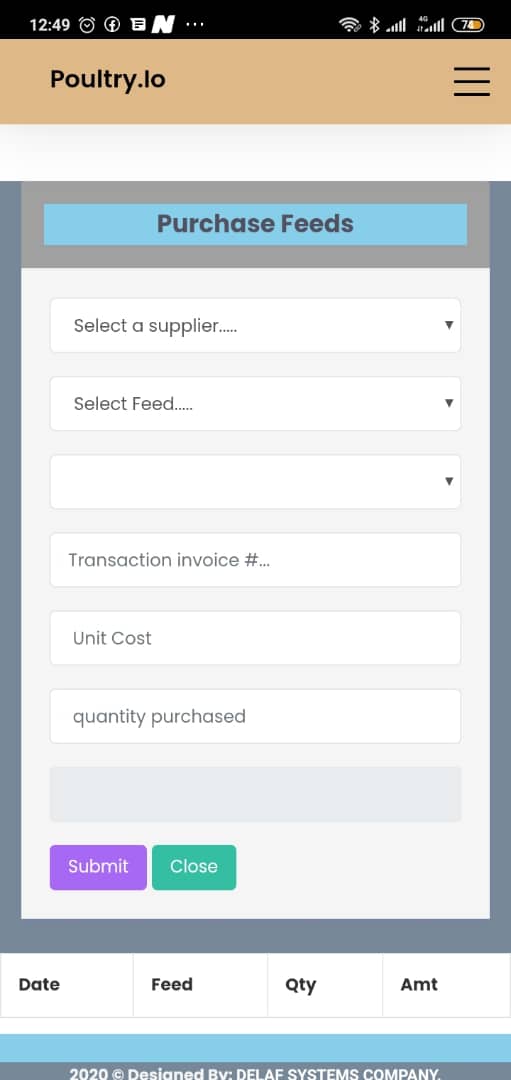 12:49
4G
74
Poultry.Io
Purchase Feeds
Select a supplier.....
Select Feed.....
Transaction invoice #...
Unit Cost
quantity purchased
Submit Close
Date Feed Qty Amt
2020 © Designed By: DELAF SYSTEMS COMPANY.